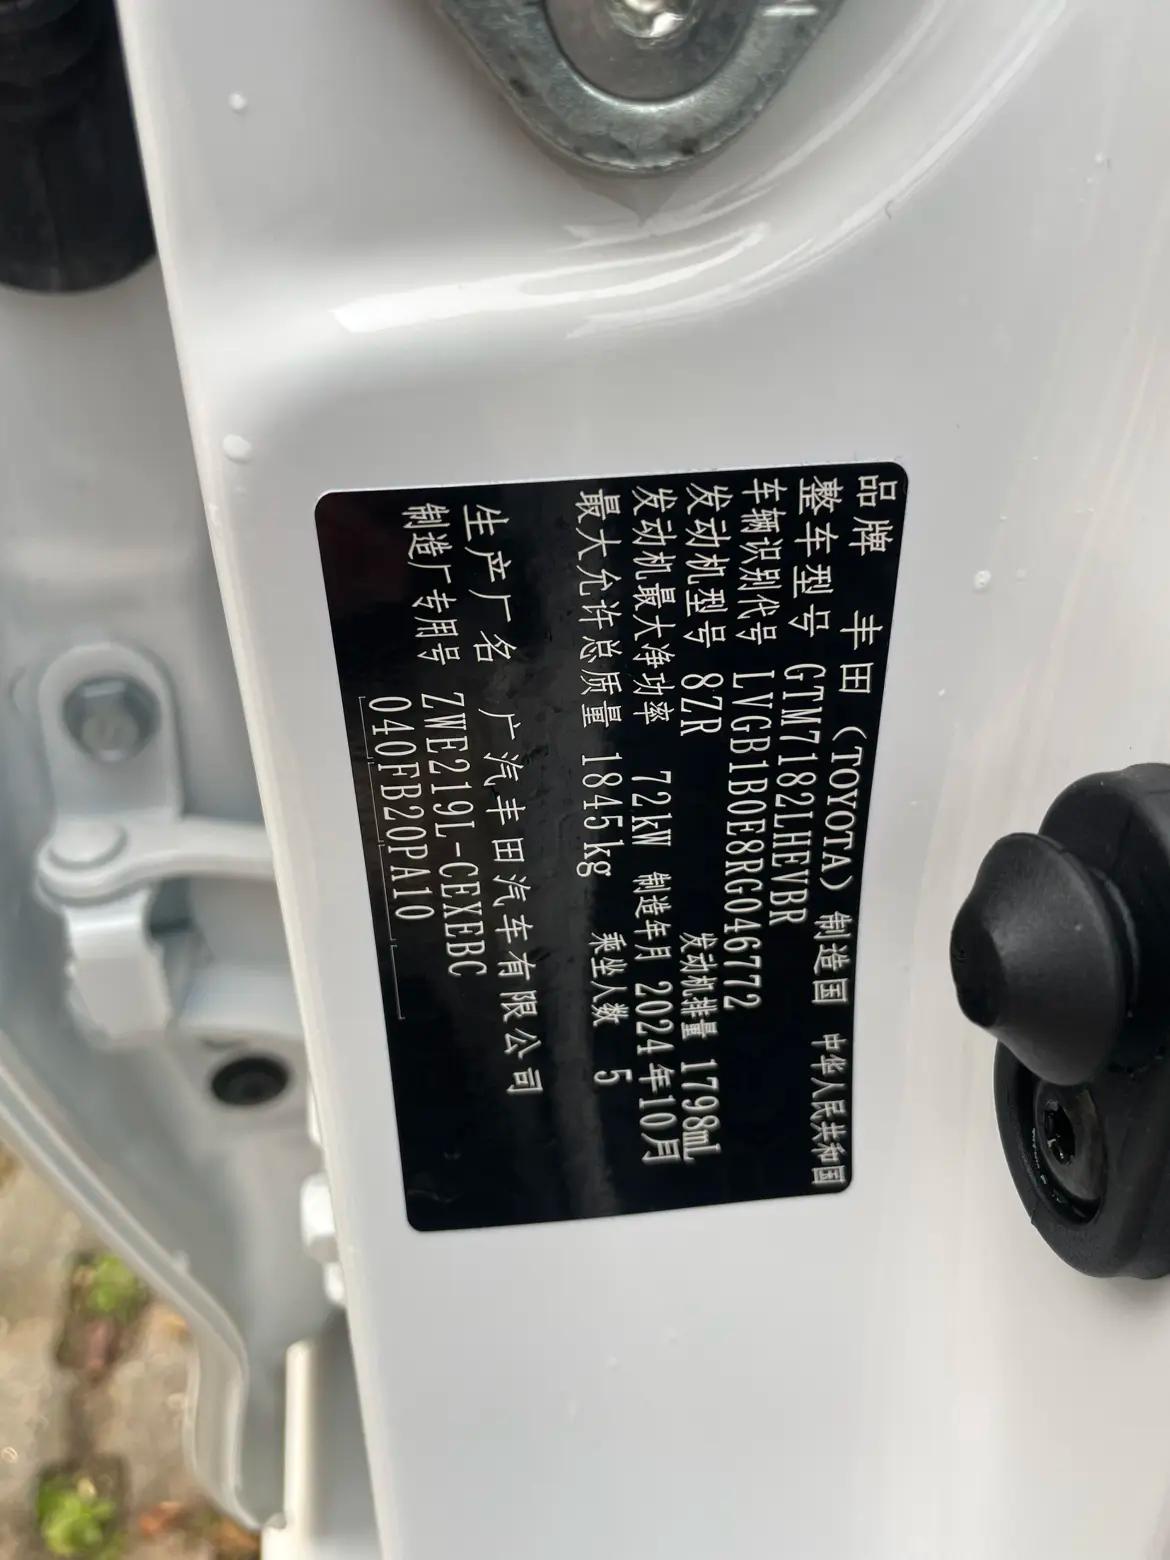 品牌 丰田（TOYOTA） 制造国 中华人民共和国
整车型号 GTM7182LHEVBR
车辆识别代号 LVGB1B0E8RG046772
发动机型号 8ZR 发动机排量 1798mL
发动机最大净功率 72kW 制造年月 2024年10月
最大允许总质量 1845kg 乘坐人数 5
生产厂名 广汽丰田汽车有限公司
制造厂专用号 ZWE219L-CEXEBC
040FB20PA10